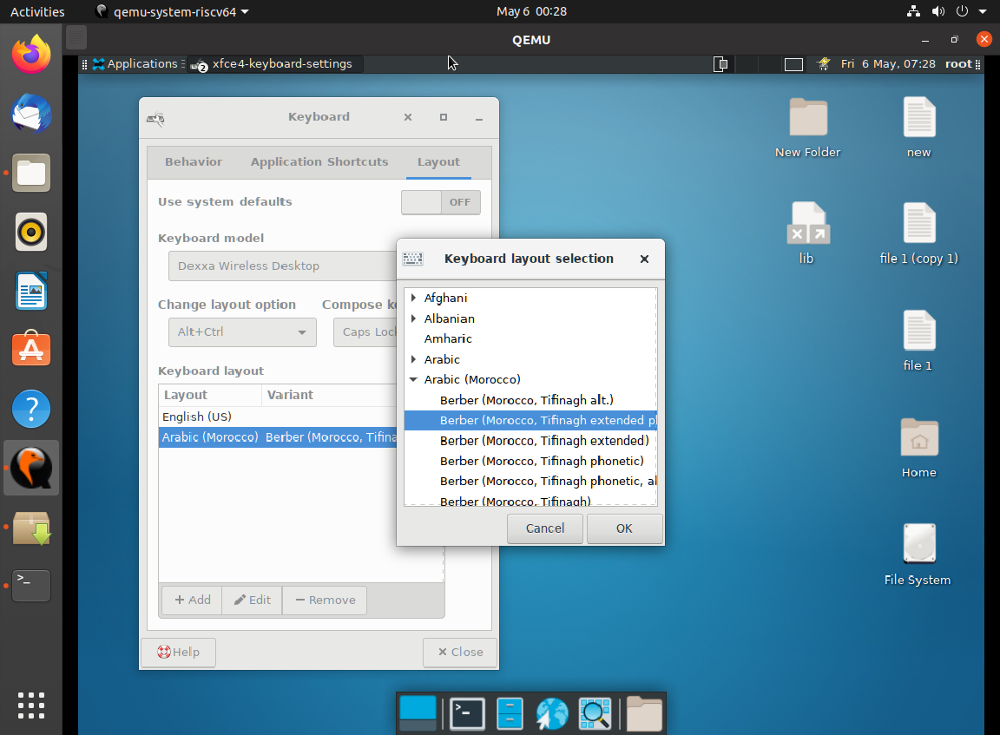 Activities qemu-system-riscv64 May 6 00:28
QEMU
Applications xfce4-keyboard-settings Fri 6 May, 07:28 root
Keyboard
Behavior Application Shortcuts Layout
Use system defaults OFF
Keyboard model
Dexxa Wireless Desktop
Change layout option Compose
Alt+Ctrl Caps Lock
Keyboard layout
Layout Variant
English (US)
Arabic (Morocco) Berber (Morocco, Tifina
Add Edit Remove
Help Close
Keyboard layout selection
Afghani
Albanian
Amharic
Arabic
Arabic (Morocco)
Berber (Morocco, Tifinagh alt.)
Berber (Morocco, Tifinagh extended
Berber (Morocco, Tifinagh extended)
Berber (Morocco, Tifinagh phonetic)
Berber (Morocco, Tifinagh phonetic,
Berber (Morocco, Tifinagh)
Cancel OK
New Folder new
lib file 1 (copy 1)
file 1
Home
File System